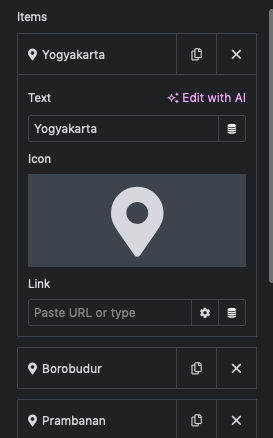 Items
Yogyakarta
Text
Edit with AI
Yogyakarta
Icon
Link
Paste URL or type
Borobudur
Prambanan